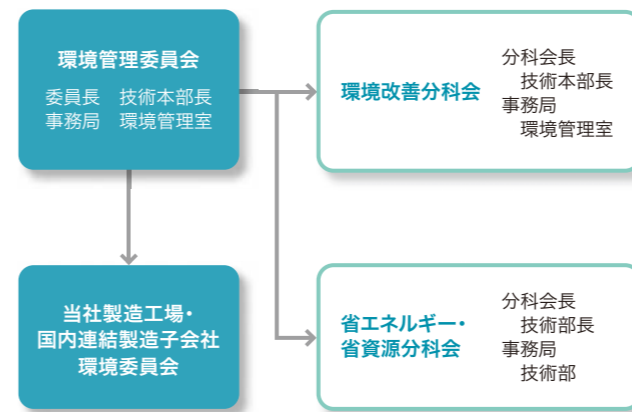 環境管理委員会
委員長　技術本部長
事務局　環境管理室
環境改善分科会
分科会長
技術本部長
事務局
環境管理室
当社製造工場・
国内連結製造子会社
環境委員会
省エネルギー・
省資源分科会
分科会長
技術部長
事務局
技術部